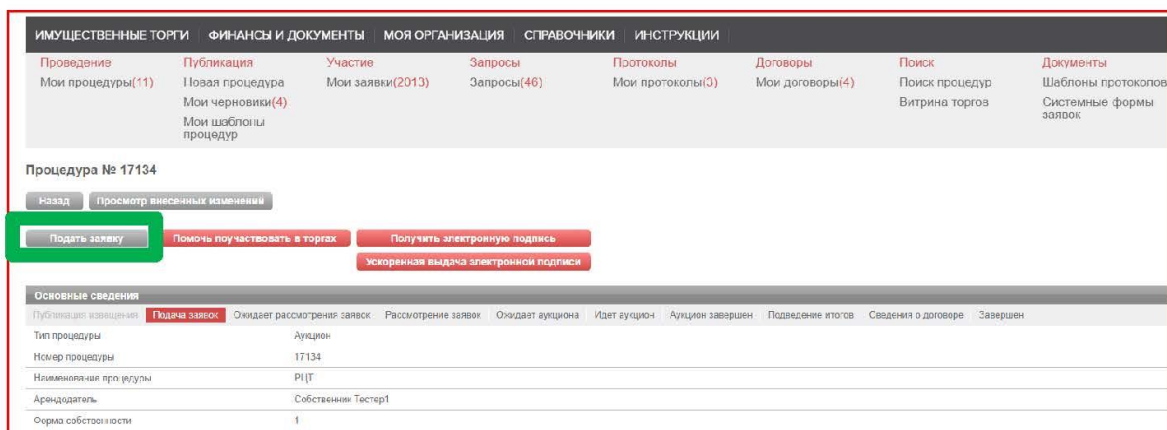 ИМУЩЕСТВЕННЫЕ ТОРГИ ФИНАНСЫ И ДОКУМЕНТЫ МОЯ ОРГАНИЗАЦИЯ СПРАВОЧНИКИ ИНСТРУКЦИИ
Проведение Публикация Участие Запросы Протоколы Договоры Поиск Документы
Мои процедуры(11) Новая процедура Мои заявки(2013) Запросы(46) Мои протоколы(3) Мои договоры(4) Поиск процедур Шаблоны протоколов
Мои черновики(4) Витрина торгов Системные формы заявок
Мои шаблоны процедур
Процедура № 17134
Назад Просмотр внесенных изменений
Подать заявку Помочь поучаствовать в торгах Получить электронную подпись
Ускоренная выдача электронной подписи
Основные сведения
Публикация извещения Подача заявок Ожидает рассмотрения заявок Рассмотрение заявок Ожидает аукциона Идет аукцион Аукцион завершен Подведение итогов Сведения о договоре Завершен
Тип процедуры Аукцион
Номер процедуры 17134
Наименование процедуры РЦТ
Арендодатель Собственник Тестер1
Форма собственности 1